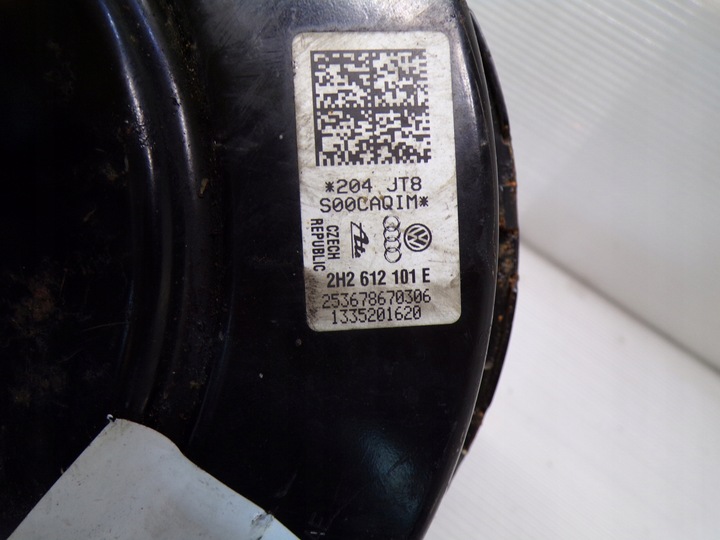 *204 JT8
S00CAQIM*
CZECH
REPUBLIC
2H2 612 101 E
253678670306
1335201620